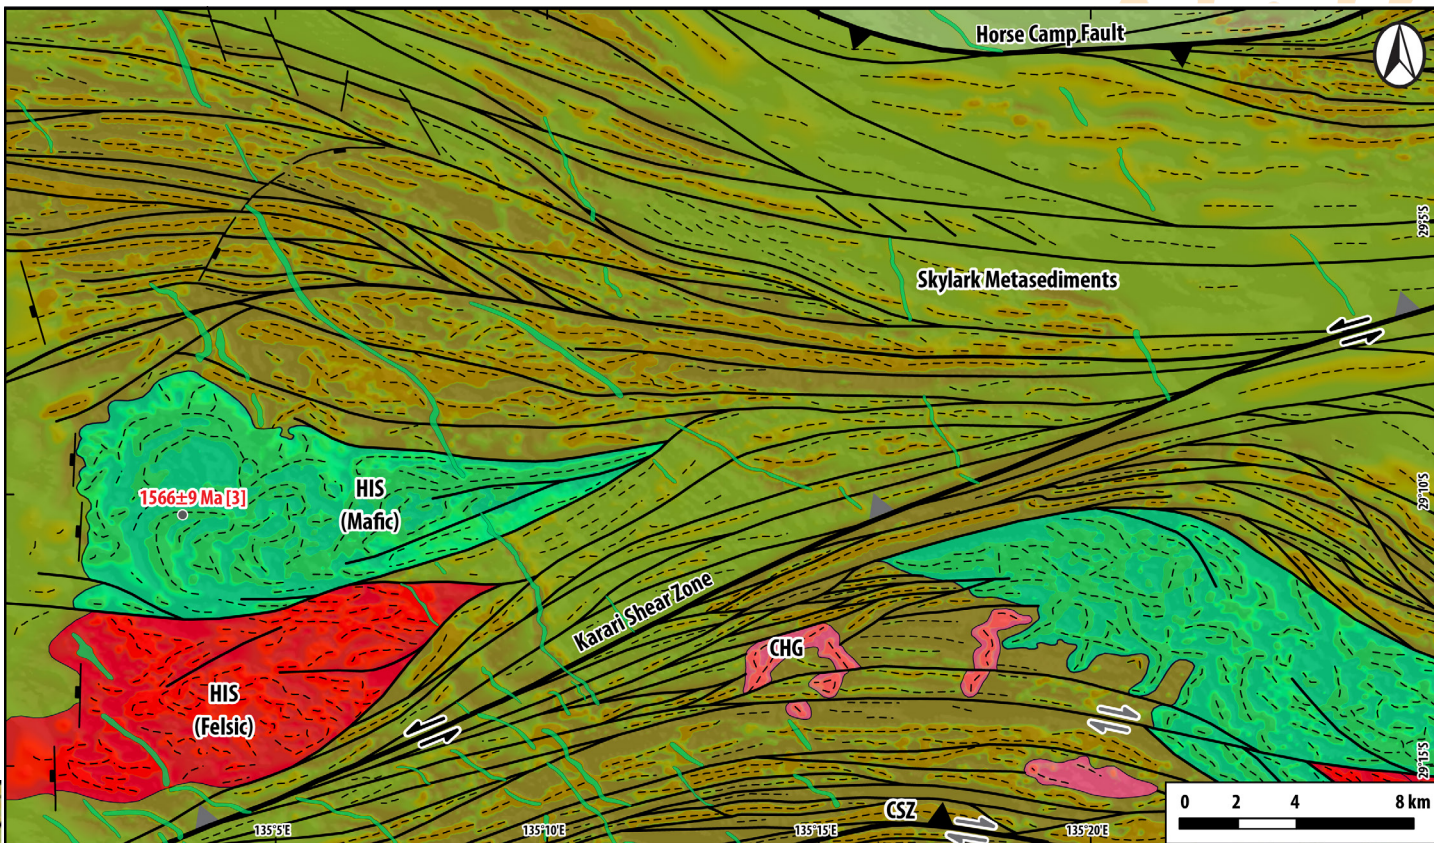 Horse Camp Fault
29°5'S
Skylark Metasediments
1566±9 Ma [3]
HIS
(Mafic)
29°10'S
Karari Shear Zone
CHG
HIS
(Felsic)
29°15'S
CSZ
0 2 4 8 km
135°5'E
135°10'E
135°15'E
135°20'E